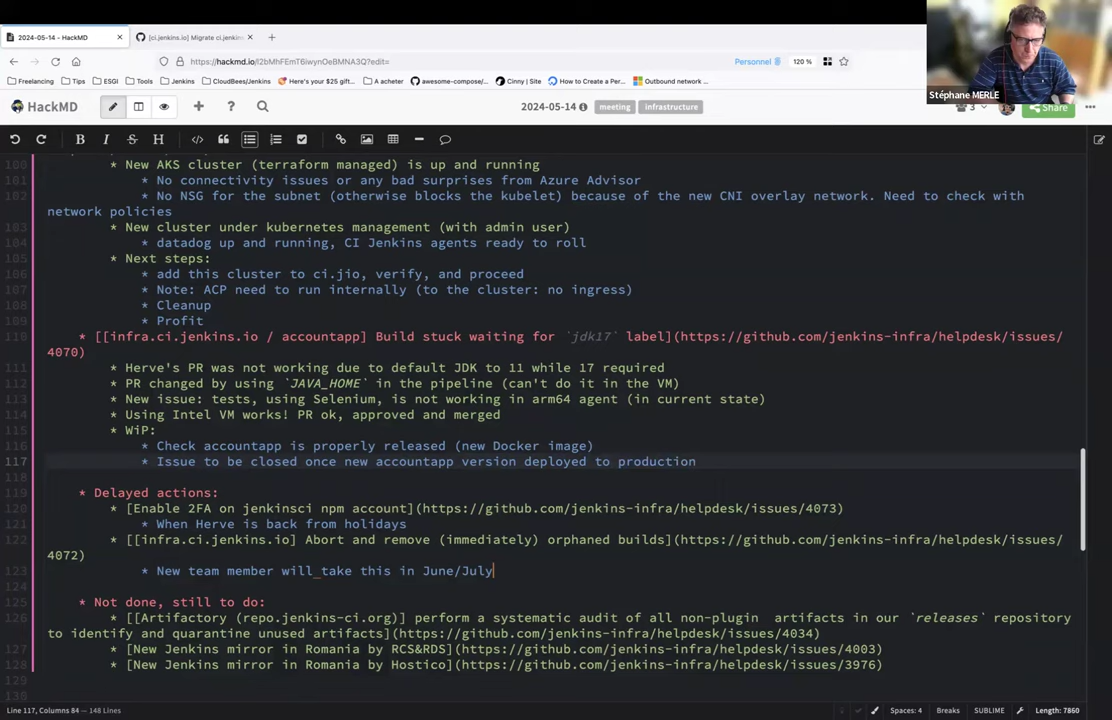 2024-05-14 - HackMD
[ci.jenkins.io] Migrate ci.jenkin
https://hackmd.io/I2bMhFEmT6iwynOeBMNA3Q?edit=
Personnel
120 %
Freelancing
Tips
ESGI
Tools
Jenkins
CloudBees/Jenkins
Here's your $25 gift...
A acheter
awesome-compose/...
Cinny | Site
How to Create a Per...
Outbound network ...
Stéphane MERLE
HackMD
2024-05-14
meeting
infrastructure
3
Share
100 * New AKS cluster (terraform managed) is up and running
101 * No connectivity issues or any bad surprises from Azure Advisor
102 * No NSG for the subnet (otherwise blocks the kubelet) because of the new CNI overlay network. Need to check with
network policies
103 * New cluster under kubernetes management (with admin user)
104 * datadog up and running, CI Jenkins agents ready to roll
105 * Next steps:
106 * add this cluster to ci.jio, verify, and proceed
107 * Note: ACP need to run internally (to the cluster: no ingress)
108 * Cleanup
109 * Profit
110 * [[infra.ci.jenkins.io / accountapp] Build stuck waiting for `jdk17` label](https://github.com/jenkins-infra/helpdesk/issues/
4070)
111 * Herve's PR was not working due to default JDK to 11 while 17 required
112 * PR changed by using `JAVA_HOME` in the pipeline (can't do it in the VM)
113 * New issue: tests, using Selenium, is not working in arm64 agent (in current state)
114 * Using Intel VM works! PR ok, approved and merged
115 * WiP:
116 * Check accountapp is properly released (new Docker image)
117 * Issue to be closed once new accountapp version deployed to production
118
119 * Delayed actions:
120 * [Enable 2FA on jenkinsci npm account](https://github.com/jenkins-infra/helpdesk/issues/4073)
121 * When Herve is back from holidays
122 * [[infra.ci.jenkins.io] Abort and remove (immediately) orphaned builds](https://github.com/jenkins-infra/helpdesk/issues/
4072)
123 * New team member will_take this in June/July
124
125 * Not done, still to do:
126 * [[Artifactory (repo.jenkins-ci.org)] perform a systematic audit of all non-plugin  artifacts in our `releases` repository
to identify and quarantine unused artifacts](https://github.com/jenkins-infra/helpdesk/issues/4034)
127 * [New Jenkins mirror in Romania by RCS&RDS](https://github.com/jenkins-infra/helpdesk/issues/4003)
128 * [New Jenkins mirror in Romania by Hostico](https://github.com/jenkins-infra/helpdesk/issues/3976)
129
130
Line 117, Columns 84 — 148 Lines
Spaces: 4
Breaks
SUBLIME
Length: 7860